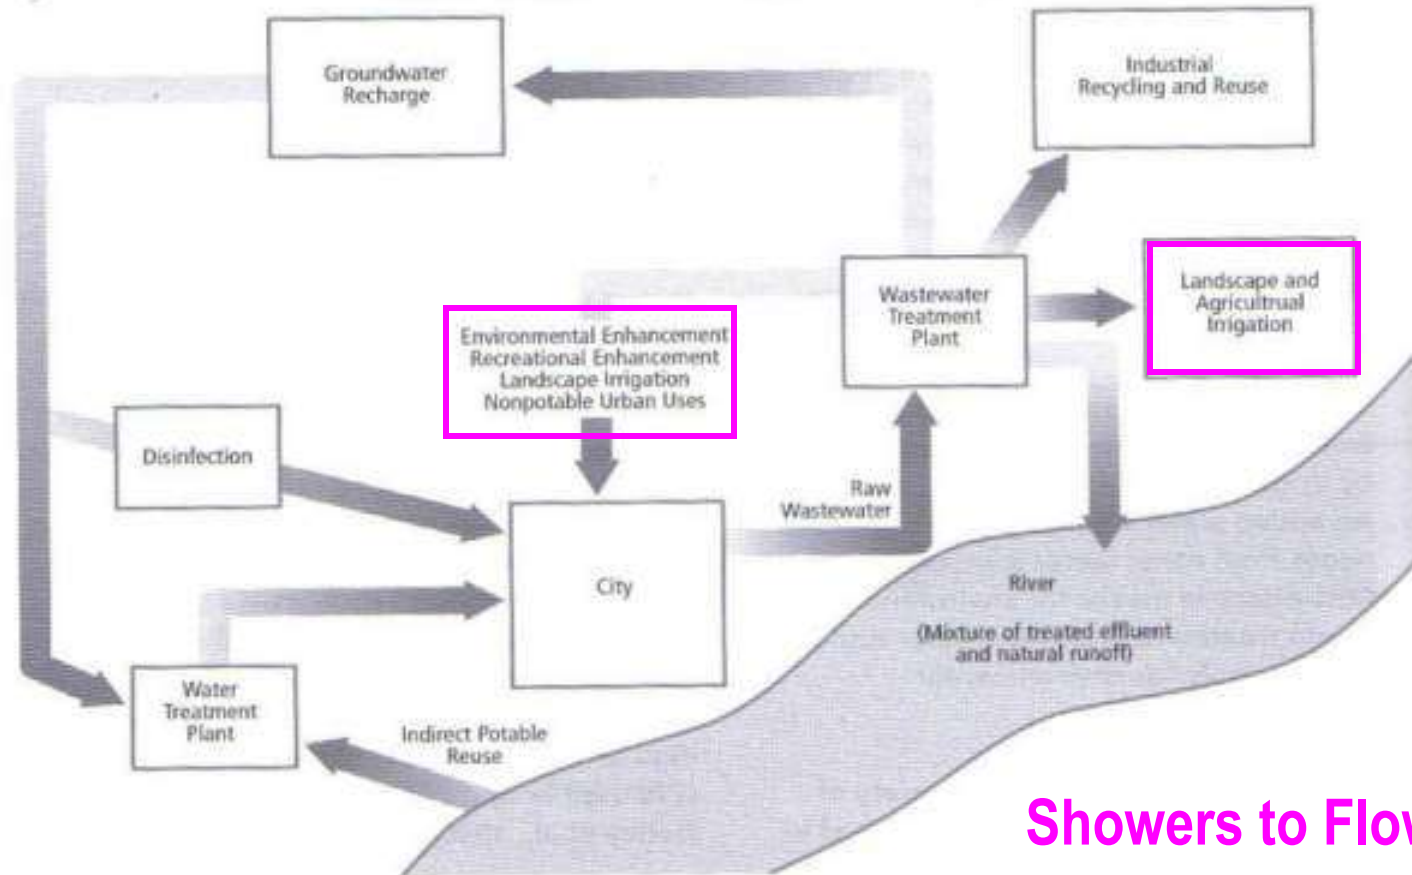 Groundwater
Recharge
Industrial
Recycling and Reuse
Wastewater
Treatment
Plant
Landscape and
Agricultrual
Irrigation
Environmental Enhancement
Recreational Enhancement
Landscape Irrigation
Nonpotable Urban Uses
Disinfection
Raw
Wastewater
City
River
(Mixture of treated effluent
and natural runoff)
Water
Treatment
Plant
Indirect Potable
Reuse
Showers to